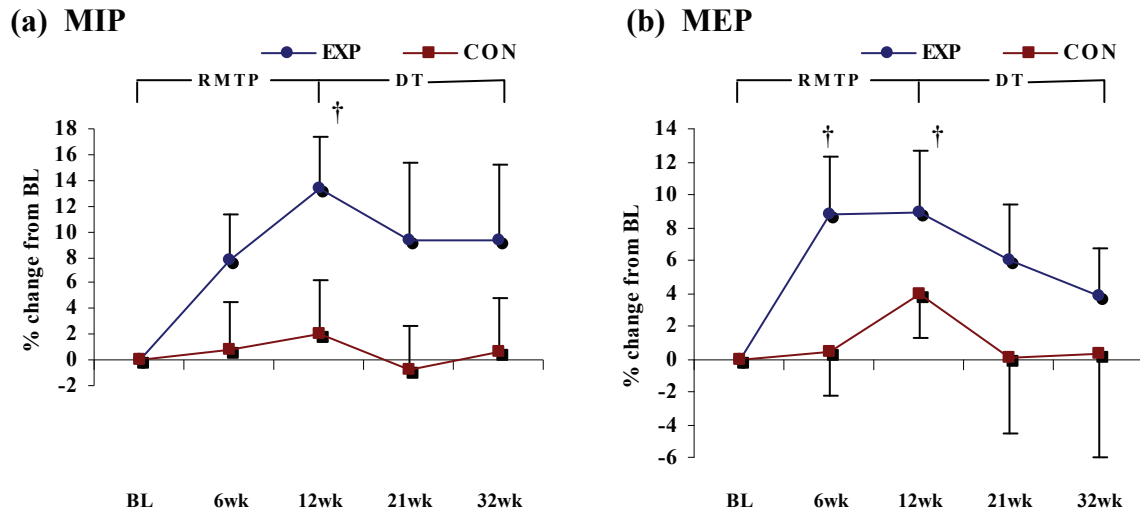 (a) MIP
EXP CON
RMTP DT
†
% change from BL
18
16
14
12
10
8
6
4
2
0
-2
BL 6wk 12wk 21wk 32wk
(b) MEP
EXP CON
RMTP DT
† †
% change from BL
14
12
10
8
6
4
2
0
-2
-4
-6
BL 6wk 12wk 21wk 32wk